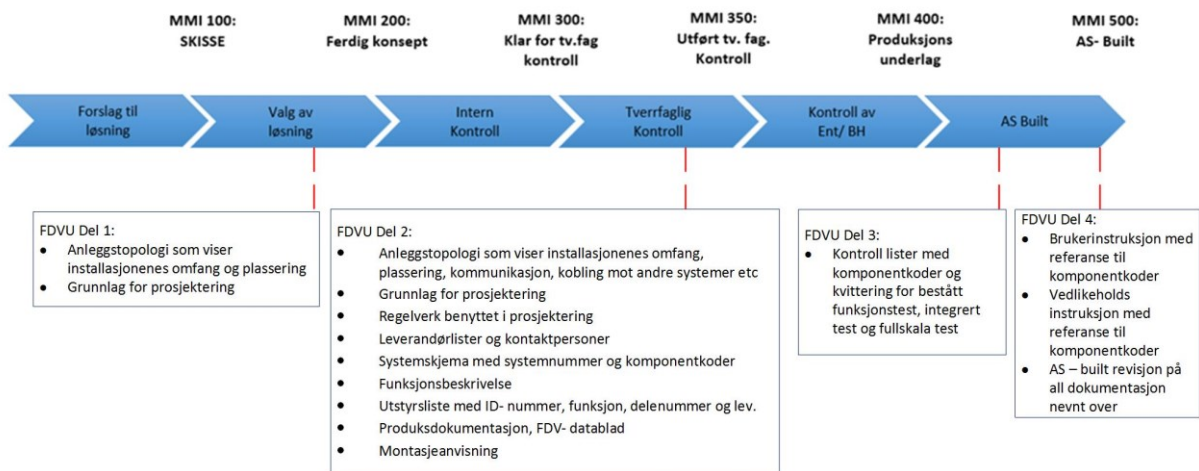 MMI 100:
SKISSE
MMI 200:
Ferdig konsept
MMI 300:
Klar for tv.fag
kontroll
MMI 350:
Utført tv. fag.
Kontroll
MMI 400:
Produksjons
underlag
MMI 500:
AS- Built
Forslag til
løsning
Valg av
løsning
Intern
Kontroll
Tverrfaglig
Kontroll
Kontroll av
Ent/ BH
AS Built
FDVU Del 1:
• Anleggstopologi som viser
installasjonenes omfang og plassering
• Grunnlag for prosjektering
FDVU Del 2:
• Anleggstopologi som viser installasjonenes omfang,
plassering, kommunikasjon, kobling mot andre systemer etc
• Grunnlag for prosjektering
• Regelverk benyttet i prosjektering
• Leverandørlister og kontaktpersoner
• Systemskjema med systemnummer og komponentkoder
• Funksjonsbeskrivelse
• Utstyrsliste med ID- nummer, funksjon, delenummer og lev.
• Produksdokumentasjon, FDV- datablad
• Montasjeanvisning
FDVU Del 3:
• Kontroll lister med
komponentkoder og
kvittering for bestått
funksjonstest, integrert
test og fullskala test
FDVU Del 4:
• Brukerinstruksjon med
referanse til
komponentkoder
• Vedlikeholds
instruksjon med
referanse til
komponentkoder
• AS – built revisjon på
all dokumentasjon
nevnt over